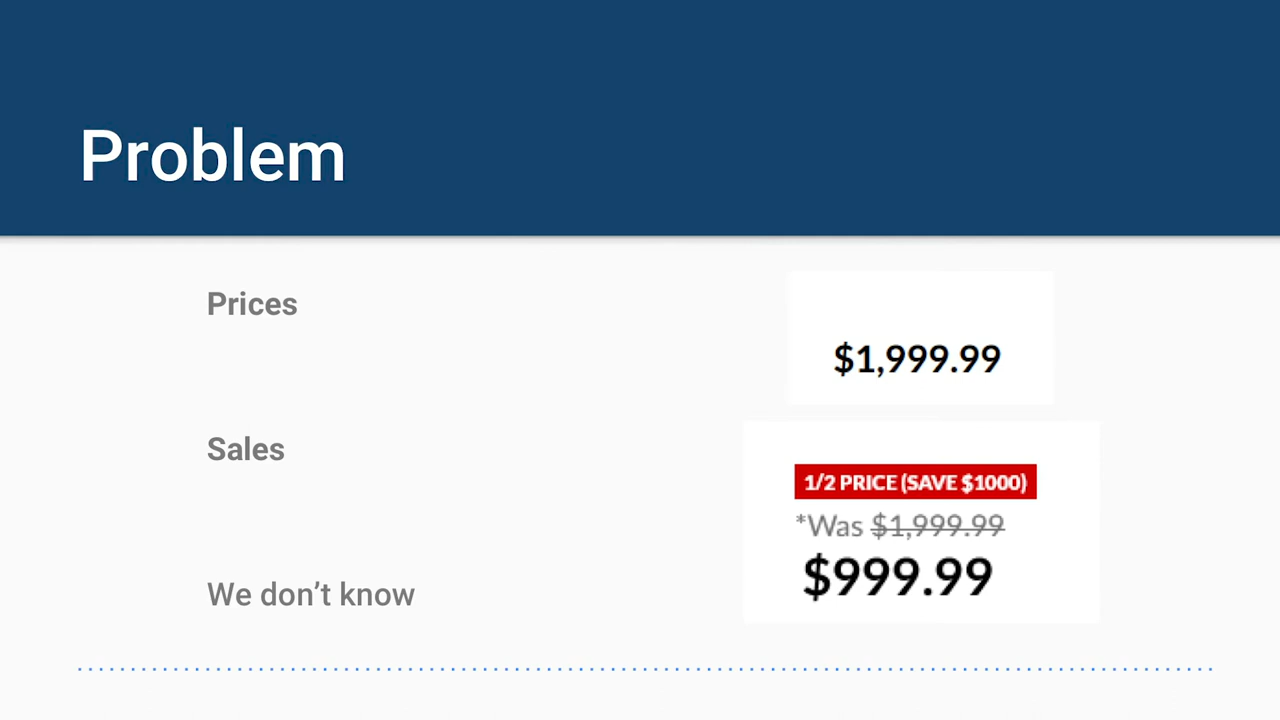 Problem
Prices
$1,999.99
Sales
1/2 PRICE (SAVE $1000)
*Was $1,999.99
$999.99
We don’t know